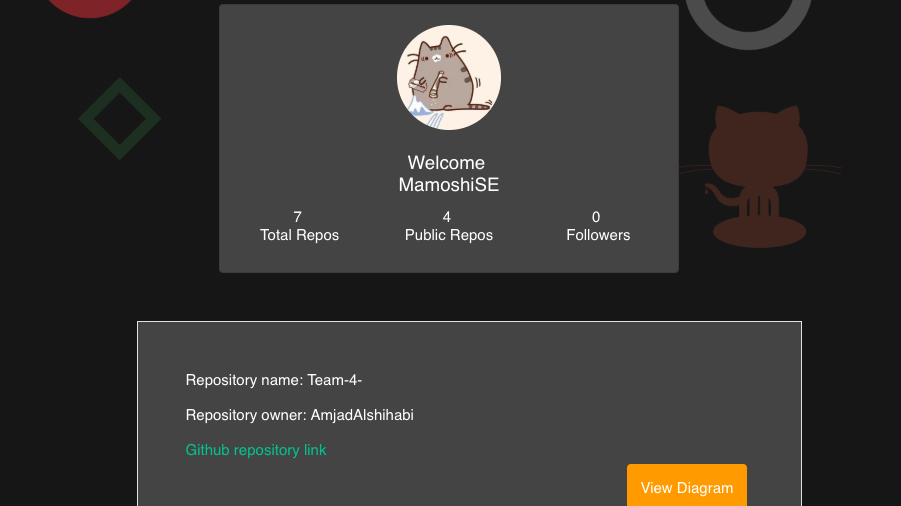 Welcome
MamoshiSE
7 4 0
Total Repos Public Repos Followers
Repository name: Team-4-
Repository owner: AmjadAlshihabi
Github repository link
View Diagram